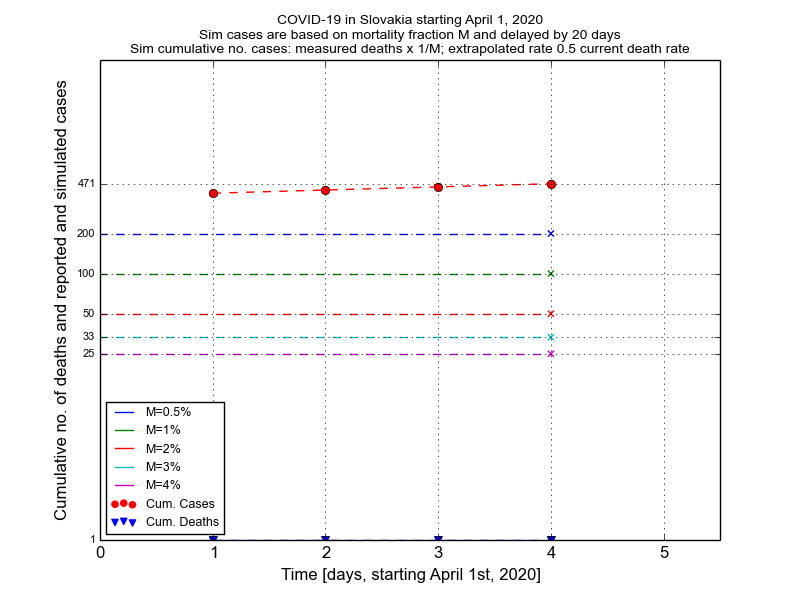 COVID-19 in Slovakia starting April 1, 2020
Sim cases are based on mortality fraction M and delayed by 20 days
Sim cumulative no. cases: measured deaths x 1/M; extrapolated rate 0.5 current death rate
Cumulative no. of deaths and reported and simulated cases
471
200
100
50
33
25
1
M=0.5%
M=1%
M=2%
M=3%
M=4%
Cum. Cases
Cum. Deaths
0 1 2 3 4 5
Time [days, starting April 1st, 2020]